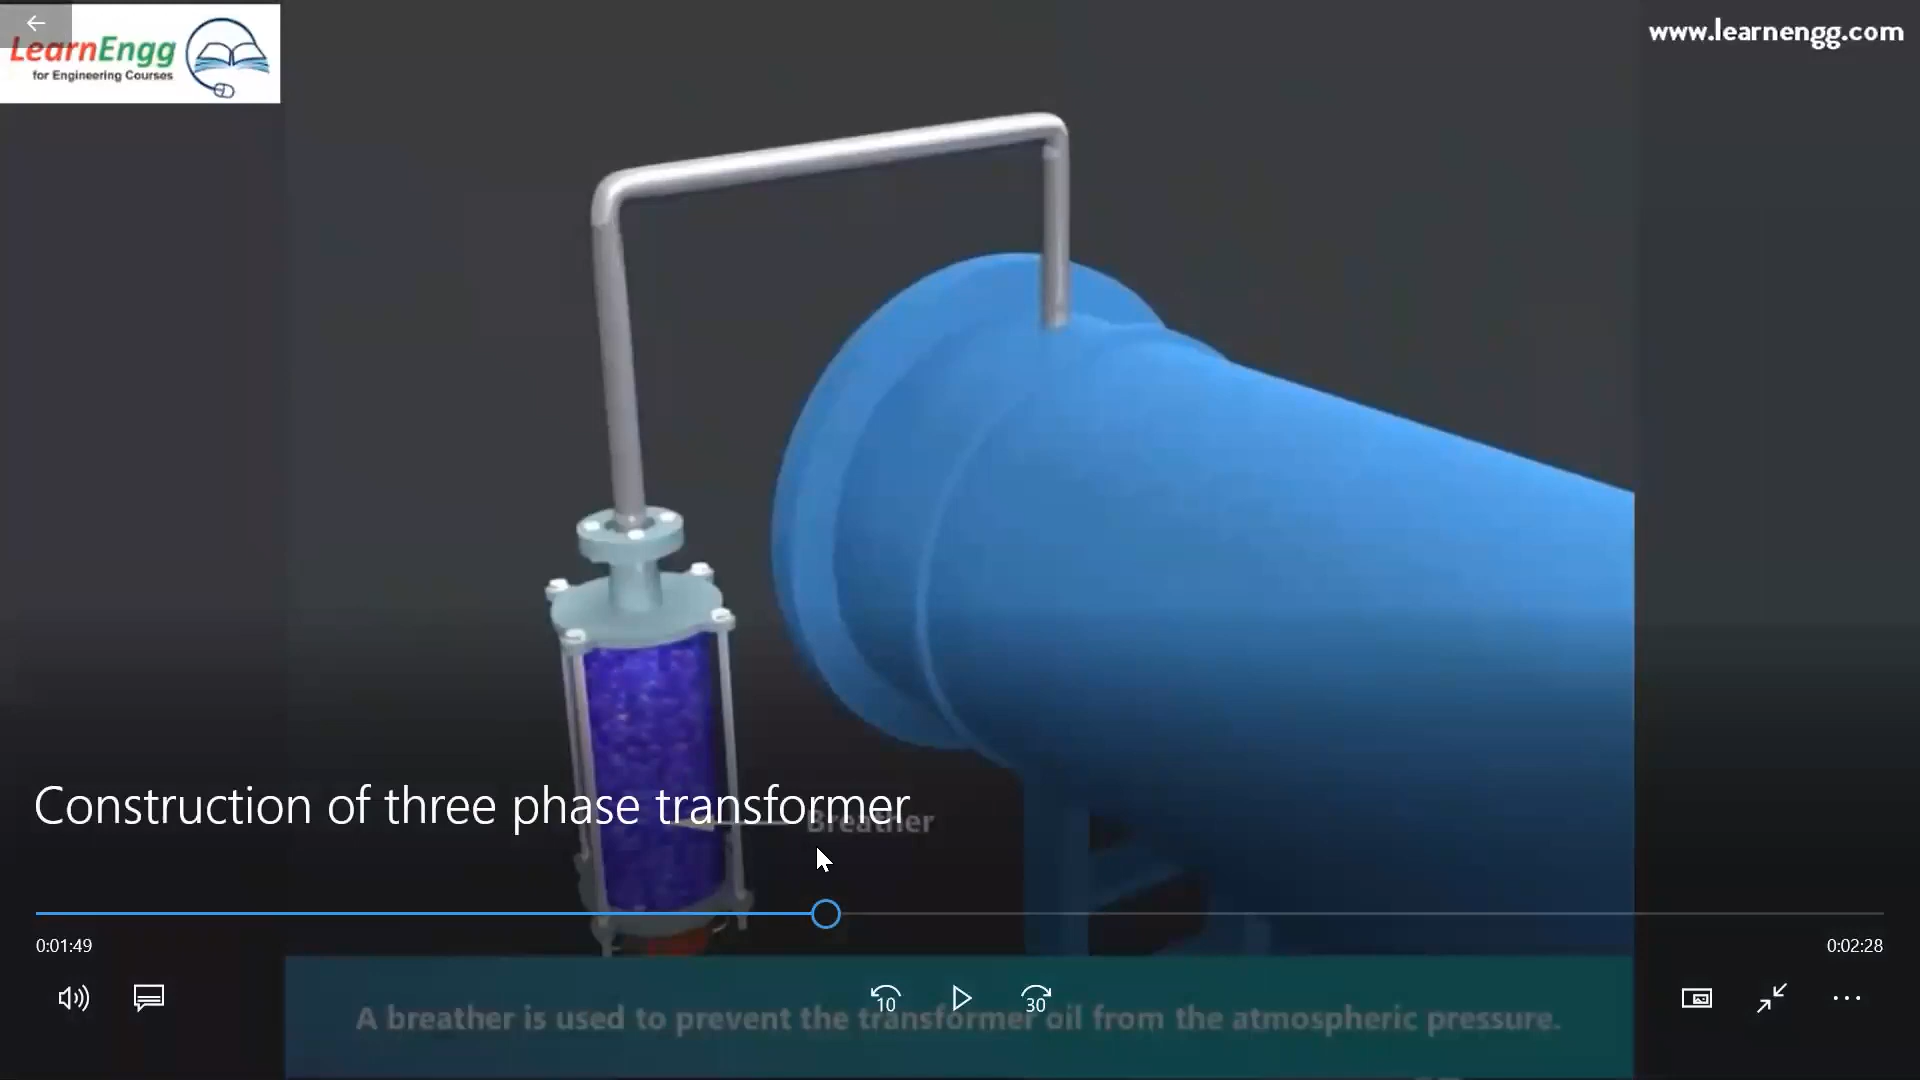 LearnEngg
for Engineering Courses
www.learnengg.com
Construction of three phase transformer
Breather
0:01:49
0:02:28
10
30
A breather is used to prevent the transformer oil from the atmospheric pressure.